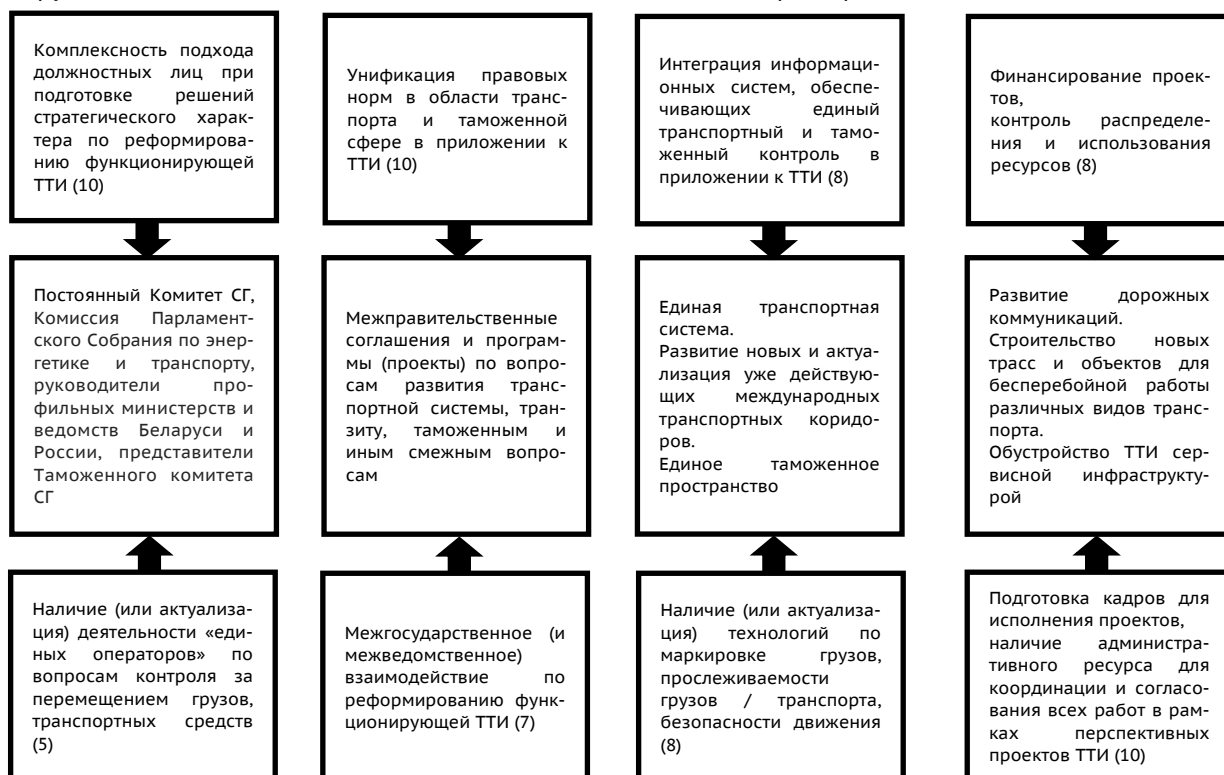 Комплексность подхода
должностных лиц при
подготовке решений
стратегического харак-
тера по реформирова-
нию функционирующей
ТТИ (10)
Унификация правовых
норм в области транс-
порта и таможенной
сфере в приложении к
ТТИ (10)
Интеграция информаци-
онных систем, обеспе-
чивающих единый
транспортный и тамо-
женный контроль в
приложении к ТТИ (8)
Финансирование проек-
тов,
контроль распределе-
ния и использования
ресурсов (8)
Постоянный Комитет СГ,
Комиссия Парламент-
ского Собрания по энер-
гетике и транспорту,
руководители про-
фильных министерств и
ведомств Беларуси и
России, представители
Таможенного комитета
СГ
Межправительственные
соглашения и програм-
мы (проекты) по вопро-
сам развития транс-
портной системы, тран-
зиту, таможенным и
иным смежным вопро-
сам
Единая транспортная
система.
Развитие новых и актуа-
лизация уже действую-
щих международных
транспортных коридо-
ров.
Единое таможенное
пространство
Развитие дорожных
коммуникаций.
Строительство новых
трасс и объектов для
бесперебойной работы
различных видов транс-
порта.
Обустройство ТТИ сер-
висной инфраструкту-
рой
Наличие (или актуализа-
ция) деятельности «еди-
ных операторов» по
вопросам контроля за
перемещением грузов,
транспортных средств
(5)
Межгосударственное (и
межведомственное)
взаимодействие по
реформированию функ-
ционирующей ТТИ (7)
Наличие (или актуализа-
ция) технологий по
маркировке грузов,
прослеживаемости
грузов / транспорта,
безопасности движения
(8)
Подготовка кадров для
исполнения проектов,
наличие администра-
тивного ресурса для
координации и согласо-
вания всех работ в рам-
ках перспективных
проектов ТТИ (10)